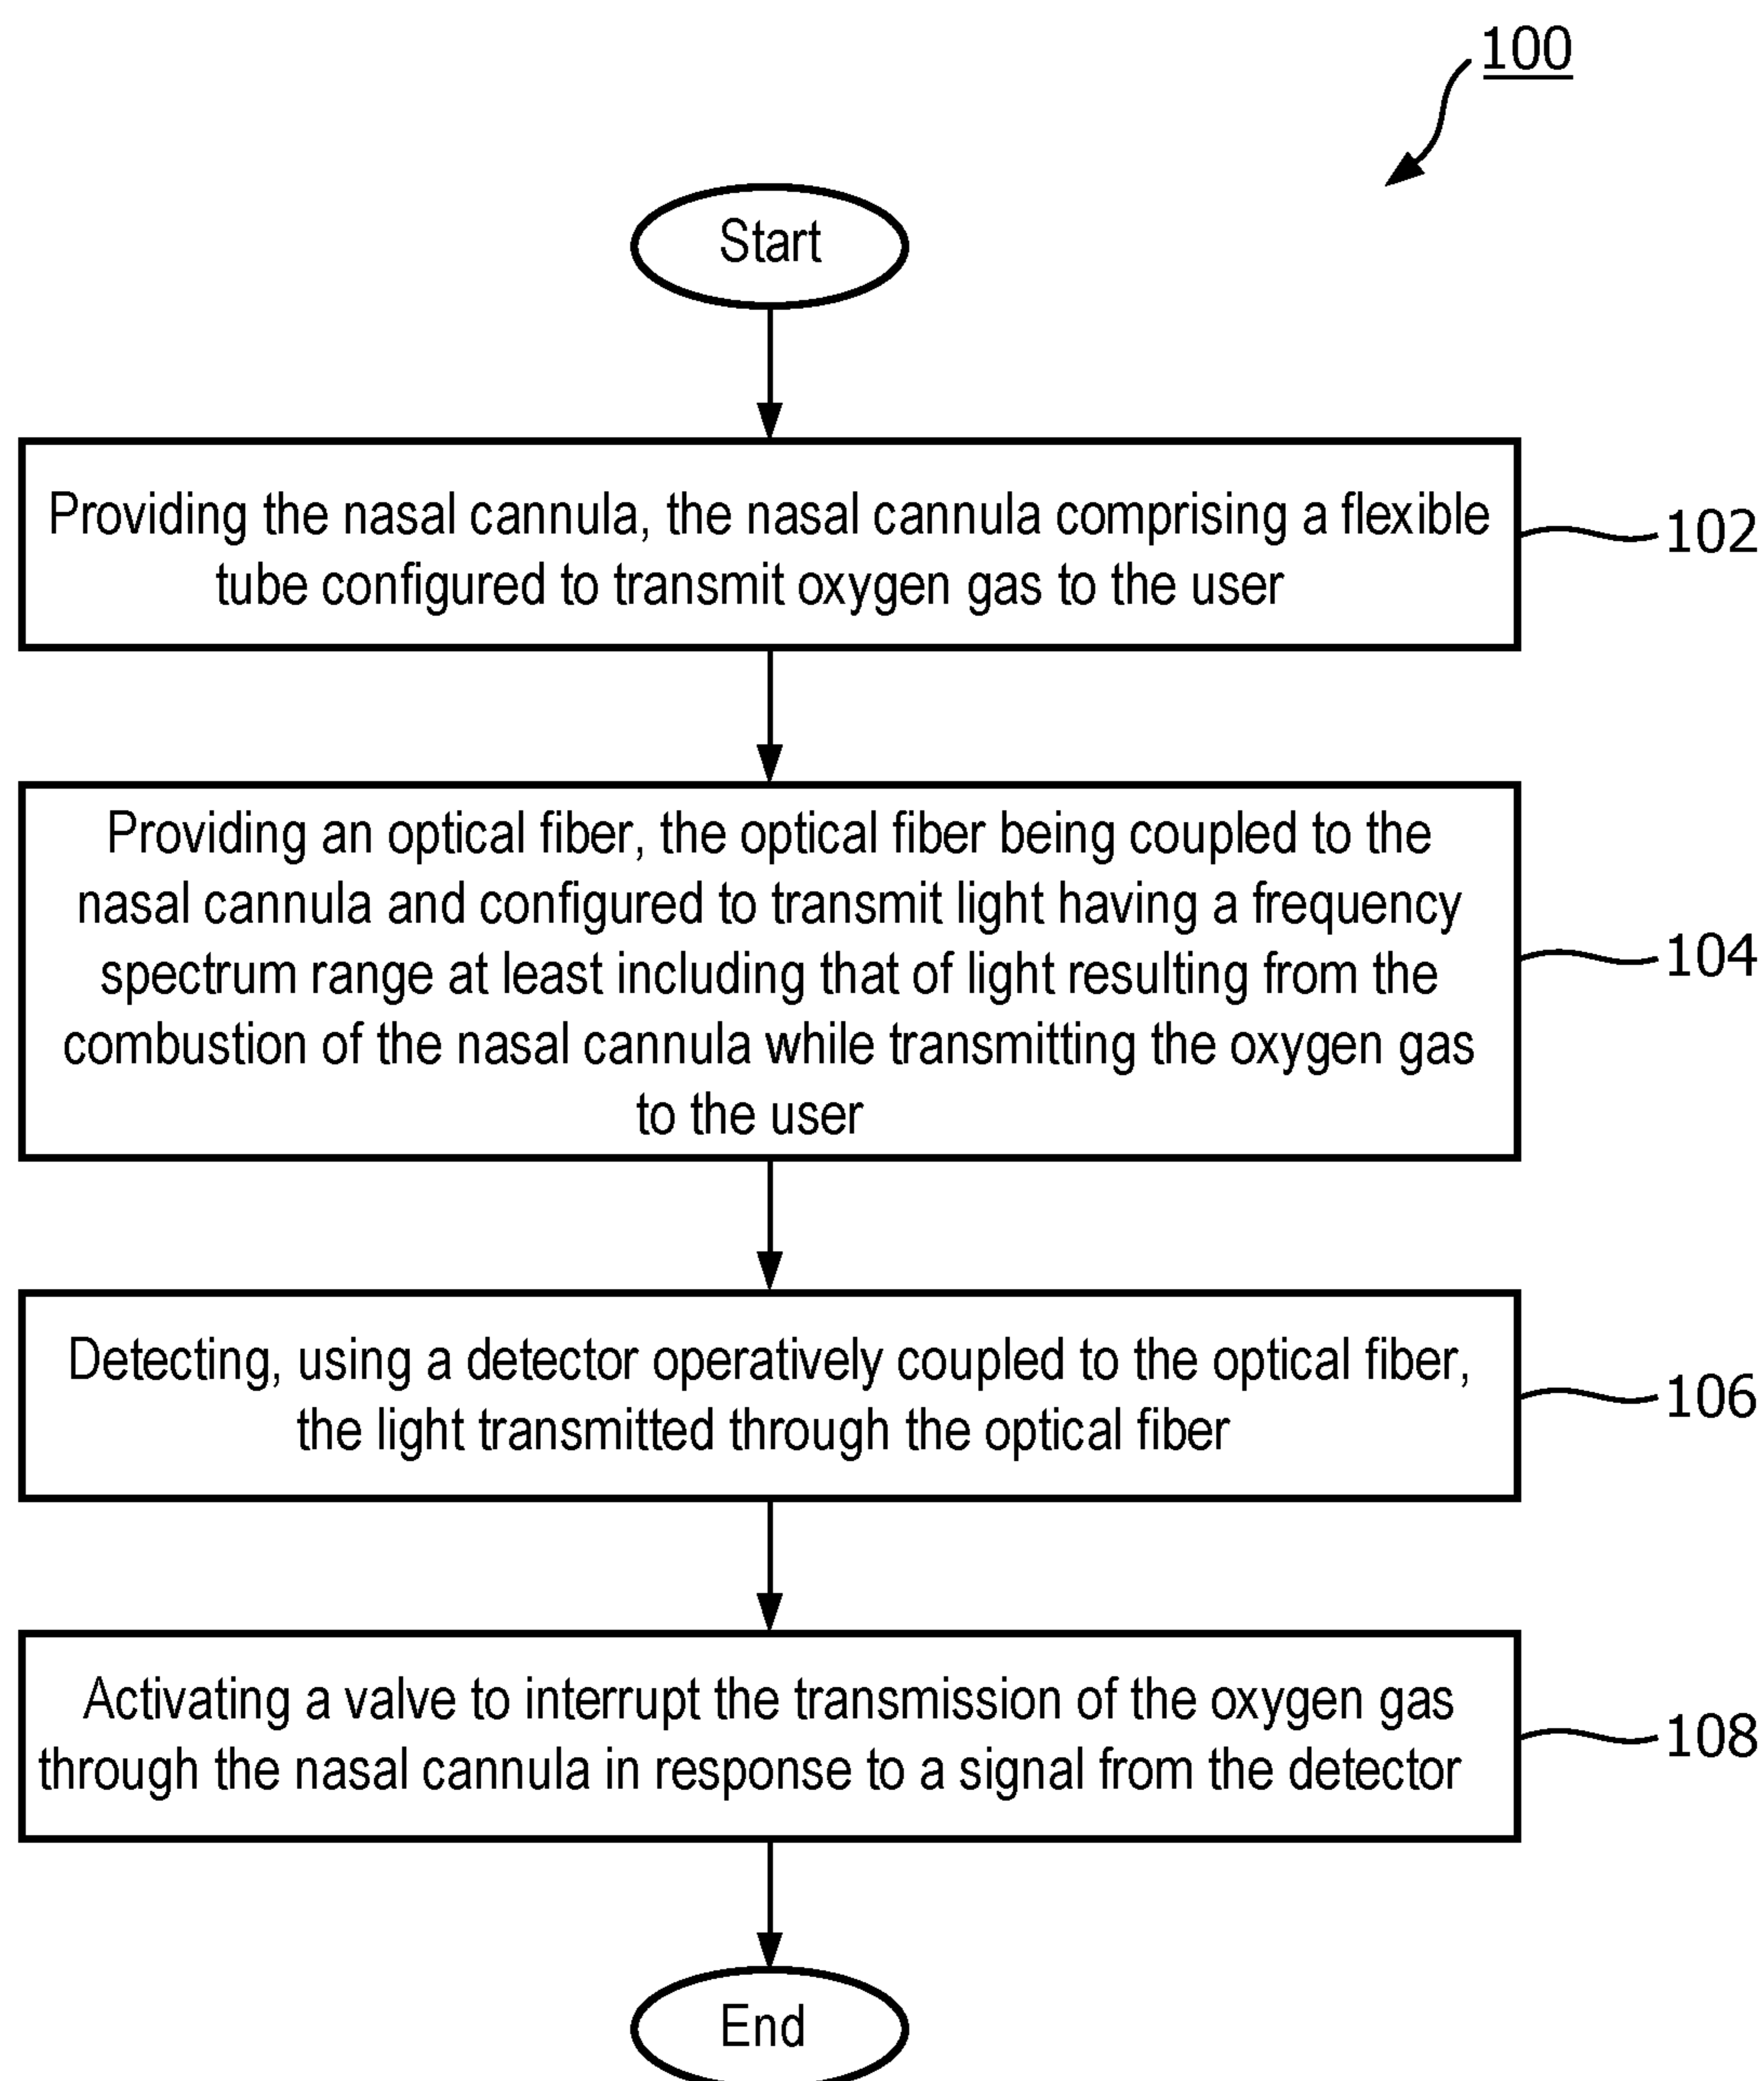 100
Start
Providing the nasal cannula, the nasal cannula comprising a flexible
tube configured to transmit oxygen gas to the user
102
Providing an optical fiber, the optical fiber being coupled to the
nasal cannula and configured to transmit light having a frequency
spectrum range at least including that of light resulting from the
combustion of the nasal cannula while transmitting the oxygen gas
to the user
104
Detecting, using a detector operatively coupled to the optical fiber,
the light transmitted through the optical fiber
106
Activating a valve to interrupt the transmission of the oxygen gas
through the nasal cannula in response to a signal from the detector
108
End